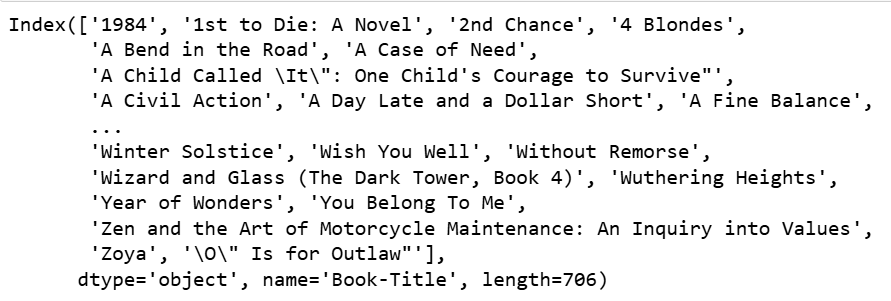 Index(['1984', '1st to Die: A Novel', '2nd Chance', '4 Blondes',
'A Bend in the Road', 'A Case of Need',
'A Child Called \It\": One Child's Courage to Survive"',
'A Civil Action', 'A Day Late and a Dollar Short', 'A Fine Balance',
...
'Winter Solstice', 'Wish You Well', 'Without Remorse',
'Wizard and Glass (The Dark Tower, Book 4)', 'Wuthering Heights',
'Year of Wonders', 'You Belong To Me',
'Zen and the Art of Motorcycle Maintenance: An Inquiry into Values',
'Zoya', '\O\" Is for Outlaw"'],
dtype='object', name='Book-Title', length=706)